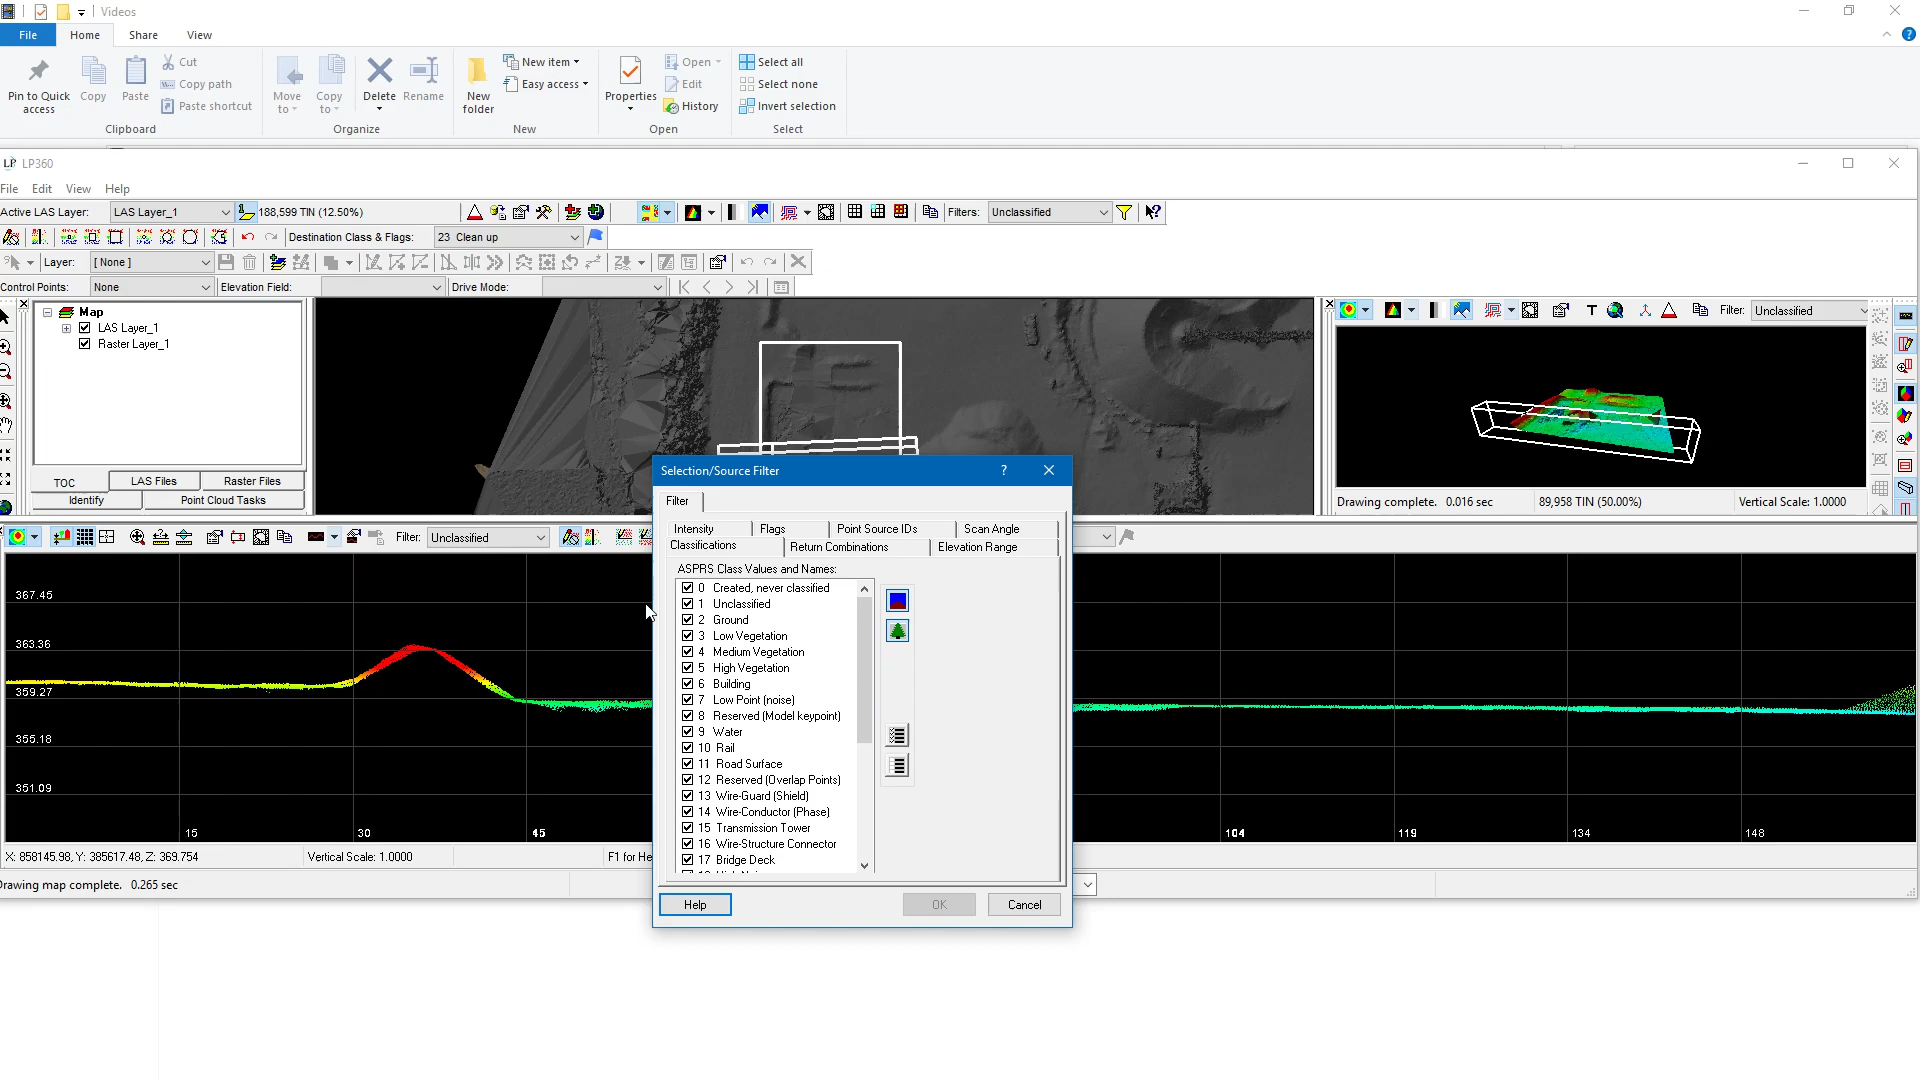 Videos
File Home Share View
Pin to Quick access
Copy
Paste
Cut
Copy path
Paste shortcut
Clipboard
Move to
Copy to
Delete
Rename
Organize
New folder
New item
Easy access
New
Properties
Open
Edit
History
Open
Select all
Select none
Invert selection
Select
LP LP360
File Edit View Help
Active LAS Layer: LAS Layer_1 188,599 TIN (12.50%) Filters: Unclassified
Destination Class & Flags: 23 Clean up
Layer: [ None ]
Control Points: None Elevation Field: Drive Mode:
Map
LAS Layer_1
Raster Layer_1
TOC LAS Files Raster Files
Identify Point Cloud Tasks
Filter: Unclassified
Drawing complete. 0.016 sec 89,958 TIN (50.00%) Vertical Scale: 1.0000
Filter: Unclassified
367.45
363.36
359.27
355.18
351.09
15 30 45 104 119 134 148
X: 858145.98, Y: 385617.48, Z: 369.754 Vertical Scale: 1.0000 F1 for He
rawing map complete. 0.265 sec
Selection/Source Filter ?
Filter
Intensity Flags Point Source IDs Scan Angle
Classifications Return Combinations Elevation Range
ASPRS Class Values and Names:
0 Created, never classified
1 Unclassified
2 Ground
3 Low Vegetation
4 Medium Vegetation
5 High Vegetation
6 Building
7 Low Point (noise)
8 Reserved (Model keypoint)
9 Water
10 Rail
11 Road Surface
12 Reserved (Overlap Points)
13 Wire-Guard (Shield)
14 Wire-Conductor (Phase)
15 Transmission Tower
16 Wire-Structure Connector
17 Bridge Deck
Help OK Cancel